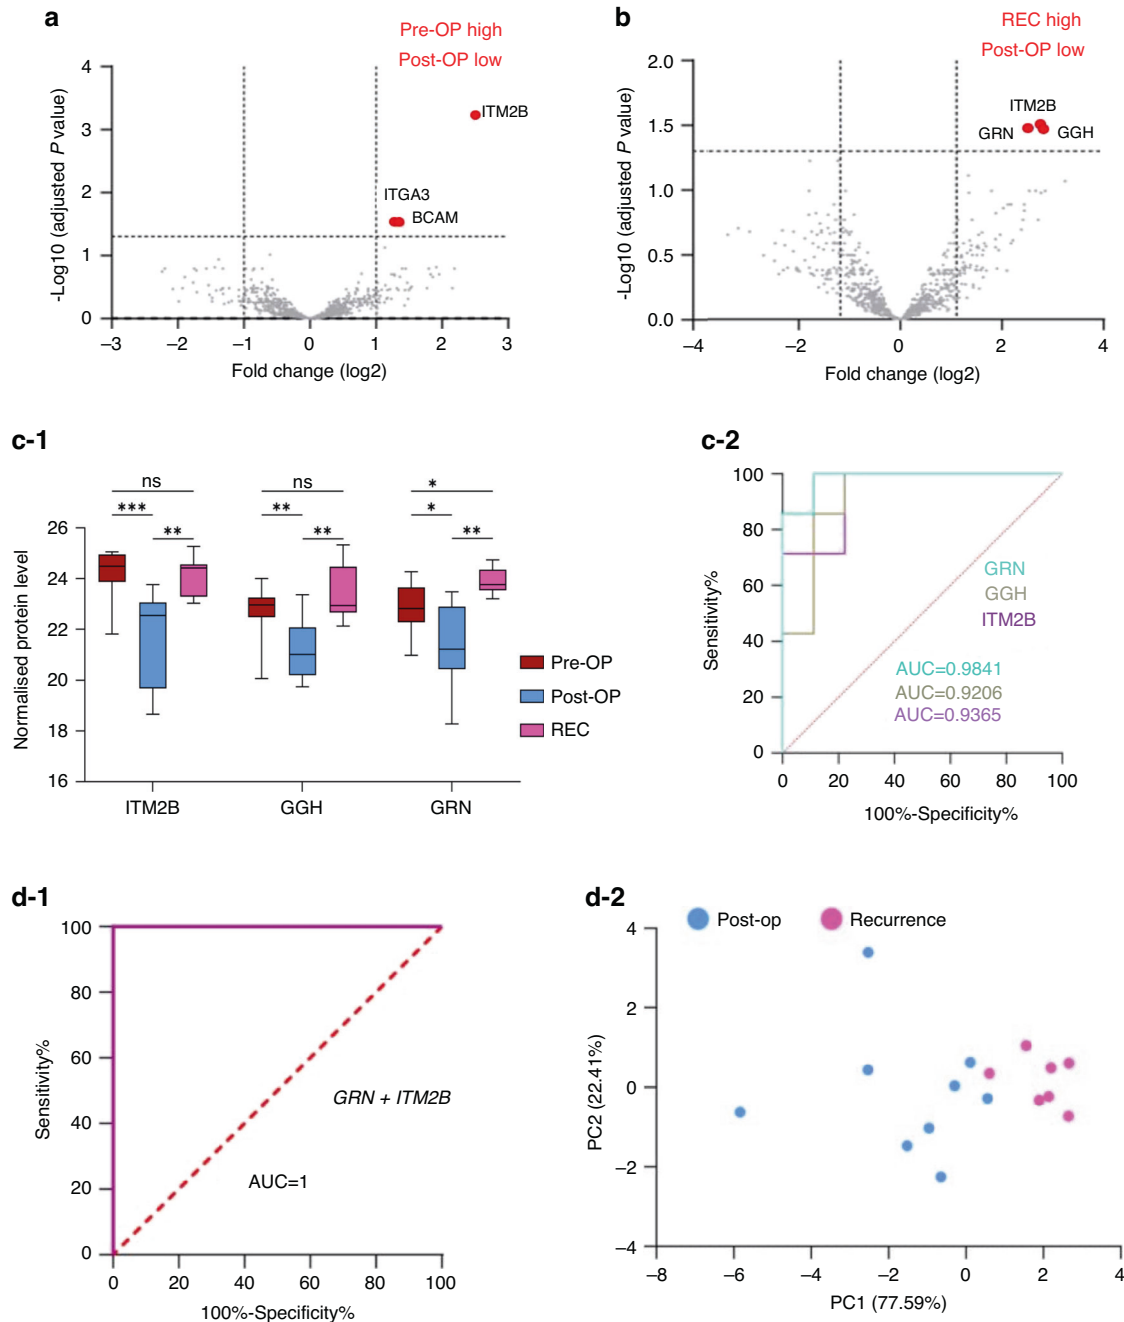 a
Pre-OP high
Post-OP low
-Log10 (adjusted P value)
4
3
2
1
0
ITM2B
ITGA3
BCAM
–3
–2
–1
0
1
2
3
Fold change (log2)
b
REC high
Post-OP low
-Log10 (adjusted P value)
2.0
1.5
1.0
0.5
0.0
ITM2B
GRN
GGH
–4
–2
0
2
4
Fold change (log2)
c-1
Normalised protein level
26
24
22
20
18
16
ns
***
**
ns
**
**
*
*
**
ITM2B
GGH
GRN
Pre-OP
Post-OP
REC
c-2
Sensitivity%
100
80
60
40
20
0
GRN
GGH
ITM2B
AUC=0.9841
AUC=0.9206
AUC=0.9365
0
20
40
60
80
100
100%-Specificity%
d-1
Sensitivity%
100
80
60
40
20
0
GRN + ITM2B
AUC=1
0
20
40
60
80
100
100%-Specificity%
d-2
Post-op
Recurrence
PC2 (22.41%)
4
2
0
–2
–4
–8
–6
–4
–2
0
2
4
PC1 (77.59%)